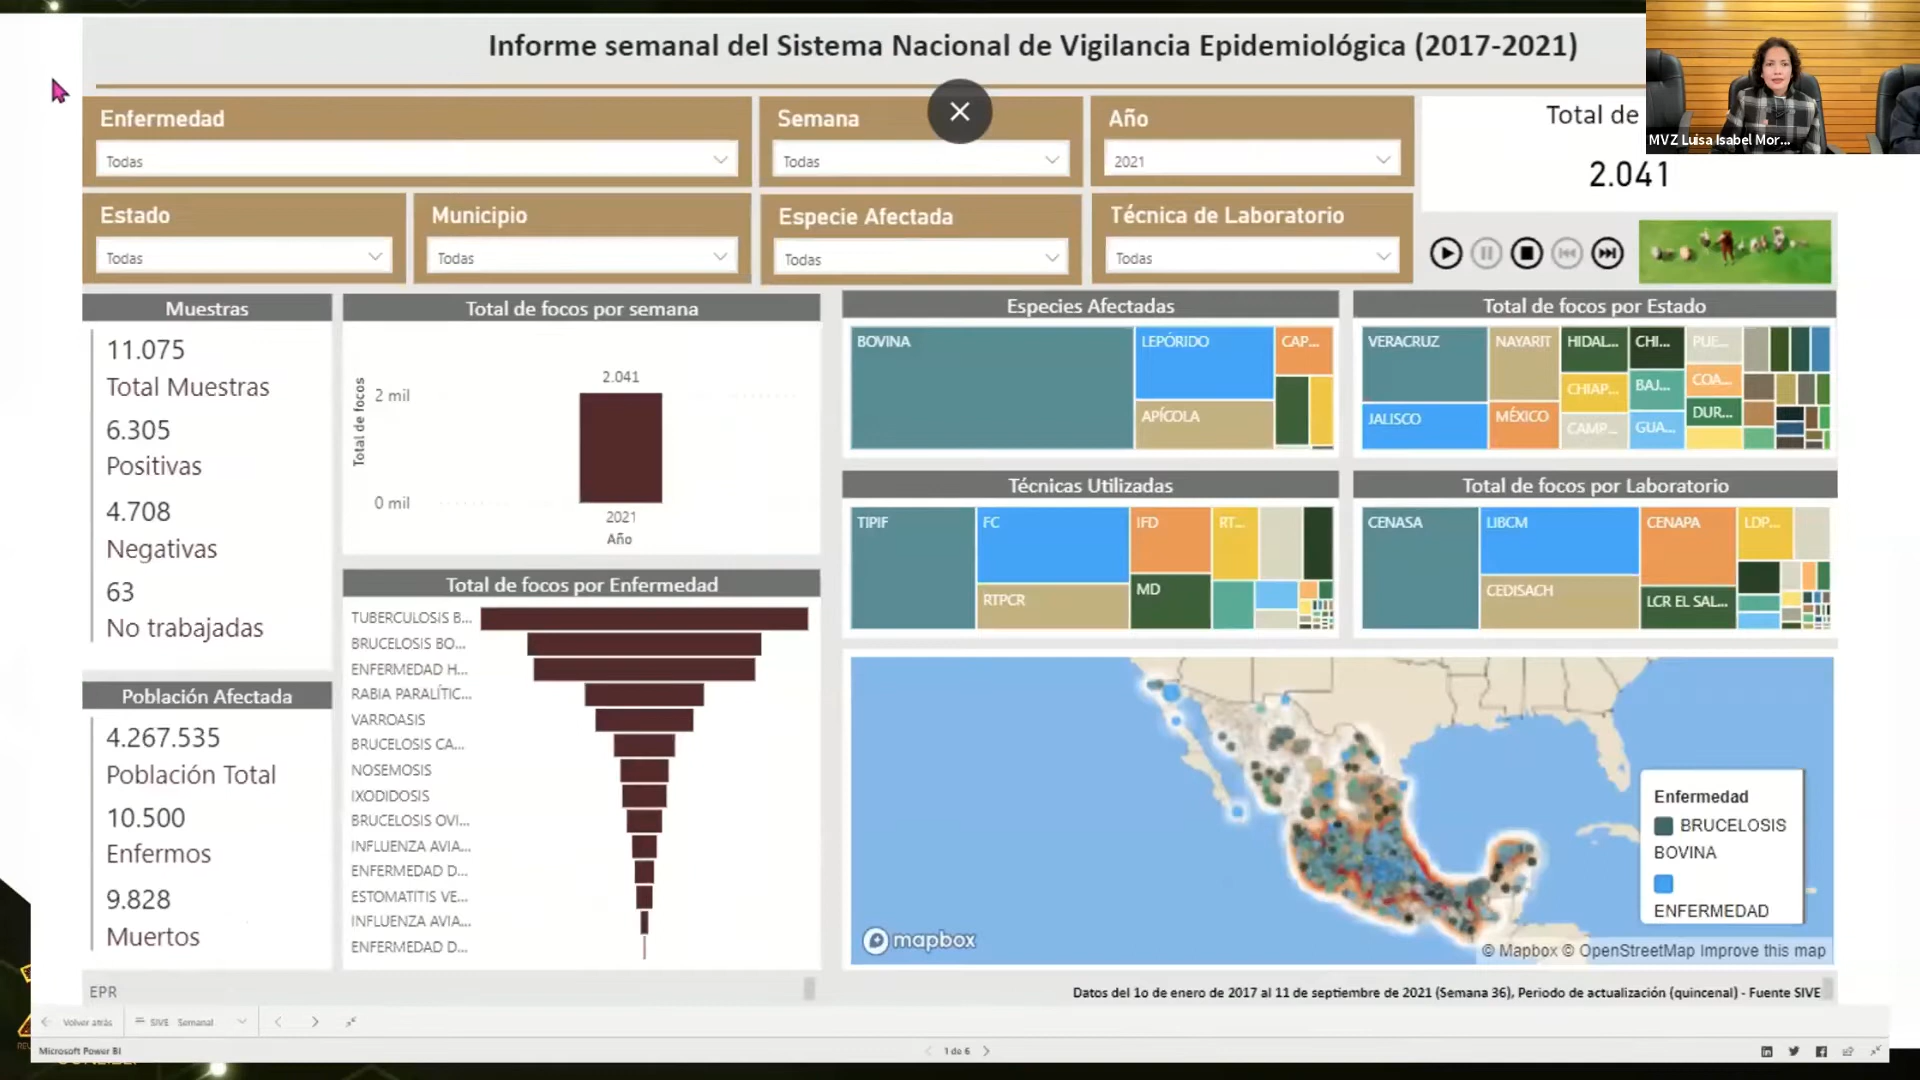 Informe semanal del Sistema Nacional de Vigilancia Epidemiológica (2017-2021)
MVZ Luisa Isabel Mor...
Enfermedad
Todas
Semana
Todas
Año
2021
Total de
2.041
Estado
Todas
Municipio
Todas
Especie Afectada
Todas
Técnica de Laboratorio
Todas
Muestras
11.075
Total Muestras
6.305
Positivas
4.708
Negativas
63
No trabajadas
Población Afectada
4.267.535
Población Total
10.500
Enfermos
9.828
Muertos
Total de focos por semana
Total de focos
2 mil
0 mil
2.041
2021
Año
Total de focos por Enfermedad
TUBERCULOSIS B...
BRUCELOSIS BO...
ENFERMEDAD H...
RABIA PARALÍTIC...
VARROASIS
BRUCELOSIS CA...
NOSEMOSIS
IXODIDOSIS
BRUCELOSIS OVI...
INFLUENZA AVIA...
ENFERMEDAD D...
ESTOMATITIS VE...
INFLUENZA AVIA...
ENFERMEDAD D...
Especies Afectadas
BOVINA
LEPÓRIDO
CAP...
APÍCOLA
Total de focos por Estado
VERACRUZ
NAYARIT
HIDAL...
CHI...
PUE...
CHIAP...
BAJ...
COA...
JALISCO
MÉXICO
CAMP...
GUA...
DUR...
Técnicas Utilizadas
TIPIF
FC
IFD
RT...
RTPCR
MD
Total de focos por Laboratorio
CENASA
LIBCM
CENAPA
LDP...
CEDISACH
LCR EL SAL...
Enfermedad
BRUCELOSIS
BOVINA
ENFERMEDAD
mapbox
© Mapbox © OpenStreetMap Improve this map
EPR
Datos del 1o de enero de 2017 al 11 de septiembre de 2021 (Semana 36), Periodo de actualización (quincenal) - Fuente SIVE
Volver atrás
SIVE Semanal
Microsoft Power BI
1 de 6